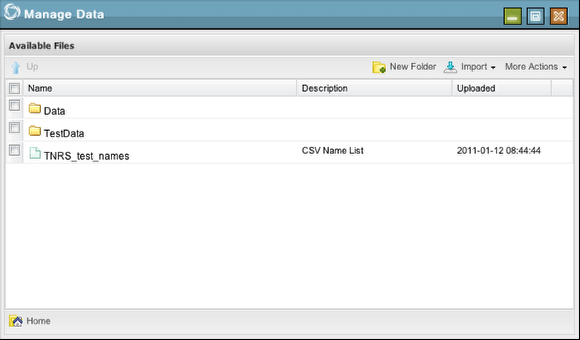 Manage Data
Available Files
Up New Folder Import More Actions
Name Description Uploaded
Data
TestData
TNRS_test_names CSV Name List 2011-01-12 08:44:44
Home